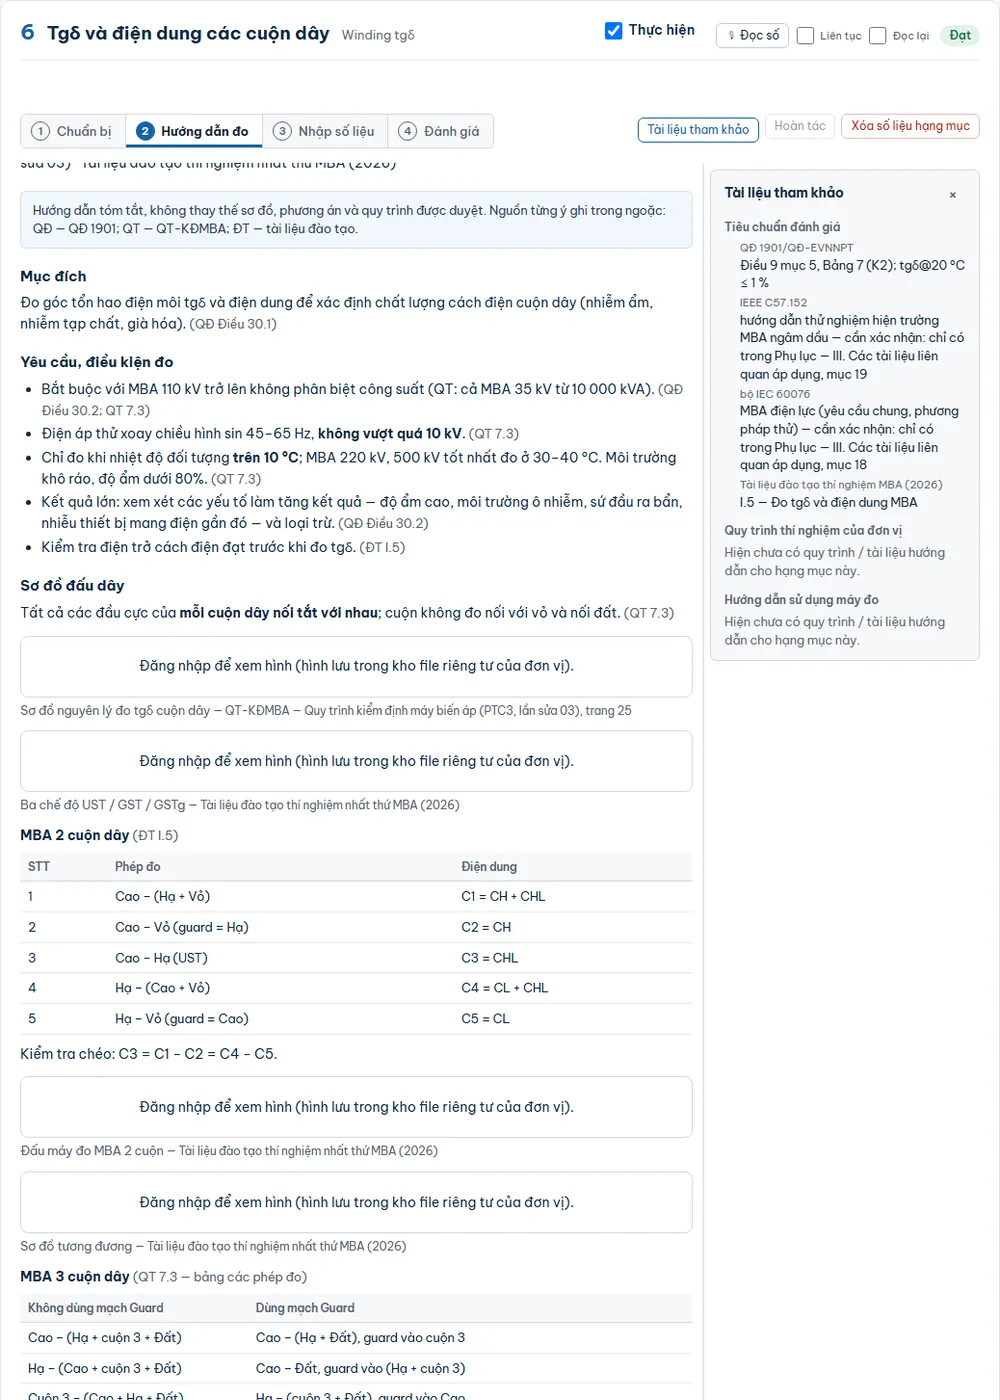 6 Tgδ và điện dung các cuộn dây Winding tgδ
Thực hiện
Đọc số
Liên tục
Đọc lại
Đạt
1 Chuẩn bị
2 Hướng dẫn đo
3 Nhập số liệu
4 Đánh giá
Tài liệu tham khảo
Hoàn tác
Xóa số liệu hạng mục
sửa 03) Tài liệu đào tạo thí nghiệm nhất thứ MBA (2026)
Hướng dẫn tóm tắt, không thay thế sơ đồ, phương án và quy trình được duyệt. Nguồn từng ý ghi trong ngoặc:
QĐ — QĐ 1901; QT — QT-KĐMBA; ĐT — tài liệu đào tạo.
Mục đích
Đo góc tổn hao điện môi tgδ và điện dung để xác định chất lượng cách điện cuộn dây (nhiễm ẩm,
nhiễm tạp chất, già hóa). (QĐ Điều 30.1)
Yêu cầu, điều kiện đo
• Bắt buộc với MBA 110 kV trở lên không phân biệt công suất (QT: cả MBA 35 kV từ 10 000 kVA). (QĐ
Điều 30.2; QT 7.3)
• Điện áp thử xoay chiều hình sin 45–65 Hz, không vượt quá 10 kV. (QT 7.3)
• Chỉ đo khi nhiệt độ đối tượng trên 10 °C; MBA 220 kV, 500 kV tốt nhất đo ở 30–40 °C. Môi trường
khô ráo, độ ẩm dưới 80%. (QT 7.3)
• Kết quả lớn: xem xét các yếu tố làm tăng kết quả — độ ẩm cao, môi trường ô nhiễm, sứ đầu ra bẩn,
nhiễu thiết bị mang điện gần đó — và loại trừ. (QĐ Điều 30.2)
• Kiểm tra điện trở cách điện đạt trước khi đo tgδ. (ĐT I.5)
Sơ đồ đấu dây
Tất cả các đầu cực của mỗi cuộn dây nối tắt với nhau; cuộn không đo nối với vỏ và nối đất. (QT 7.3)
Đăng nhập để xem hình (hình lưu trong kho file riêng tư của đơn vị).
Sơ đồ nguyên lý đo tgδ cuộn dây — QT-KĐMBA — Quy trình kiểm định máy biến áp (PTC3, lần sửa 03), trang 25
Đăng nhập để xem hình (hình lưu trong kho file riêng tư của đơn vị).
Ba chế độ UST / GST / GSTg — Tài liệu đào tạo thí nghiệm nhất thứ MBA (2026)
MBA 2 cuộn dây (ĐT I.5)
STT Phép đo Điện dung
1 Cao – (Hạ + Vỏ) C1 = CH + CHL
2 Cao – Vỏ (guard = Hạ) C2 = CH
3 Cao – Hạ (UST) C3 = CHL
4 Hạ – (Cao + Vỏ) C4 = CL + CHL
5 Hạ – Vỏ (guard = Cao) C5 = CL
Kiểm tra chéo: C3 = C1 – C2 = C4 – C5.
Đăng nhập để xem hình (hình lưu trong kho file riêng tư của đơn vị).
Đấu máy đo MBA 2 cuộn — Tài liệu đào tạo thí nghiệm nhất thứ MBA (2026)
Đăng nhập để xem hình (hình lưu trong kho file riêng tư của đơn vị).
Sơ đồ tương đương — Tài liệu đào tạo thí nghiệm nhất thứ MBA (2026)
MBA 3 cuộn dây (QT 7.3 — bảng các phép đo)
Không dùng mạch Guard Dùng mạch Guard
Cao – (Hạ + cuộn 3 + Đất) Cao – (Hạ + Đất), guard vào cuộn 3
Hạ – (Cao + cuộn 3 + Đất) Cao – Đất, guard vào (Hạ + cuộn 3)
Cuộn 3 – (Cao + Hạ + Đất) Hạ – (cuộn 3 + Đất), guard vào Cao
Tài liệu tham khảo ×
Tiêu chuẩn đánh giá
QĐ 1901/QĐ-EVNNPT
Điều 9 mục 5, Bảng 7 (K2); tgδ@20 °C
≤ 1 %
IEEE C57.152
hướng dẫn thử nghiệm hiện trường
MBA ngâm dầu — cần xác nhận: chỉ có
trong Phụ lục — III. Các tài liệu liên
quan áp dụng, mục 19
bộ IEC 60076
MBA điện lực (yêu cầu chung, phương
pháp thử) — cần xác nhận: chỉ có
trong Phụ lục — III. Các tài liệu liên
quan áp dụng, mục 18
Tài liệu đào tạo thí nghiệm MBA (2026)
I.5 — Đo tgδ và điện dung MBA
Quy trình thí nghiệm của đơn vị
Hiện chưa có quy trình / tài liệu hướng
dẫn cho hạng mục này.
Hướng dẫn sử dụng máy đo
Hiện chưa có quy trình / tài liệu hướng
dẫn cho hạng mục này.